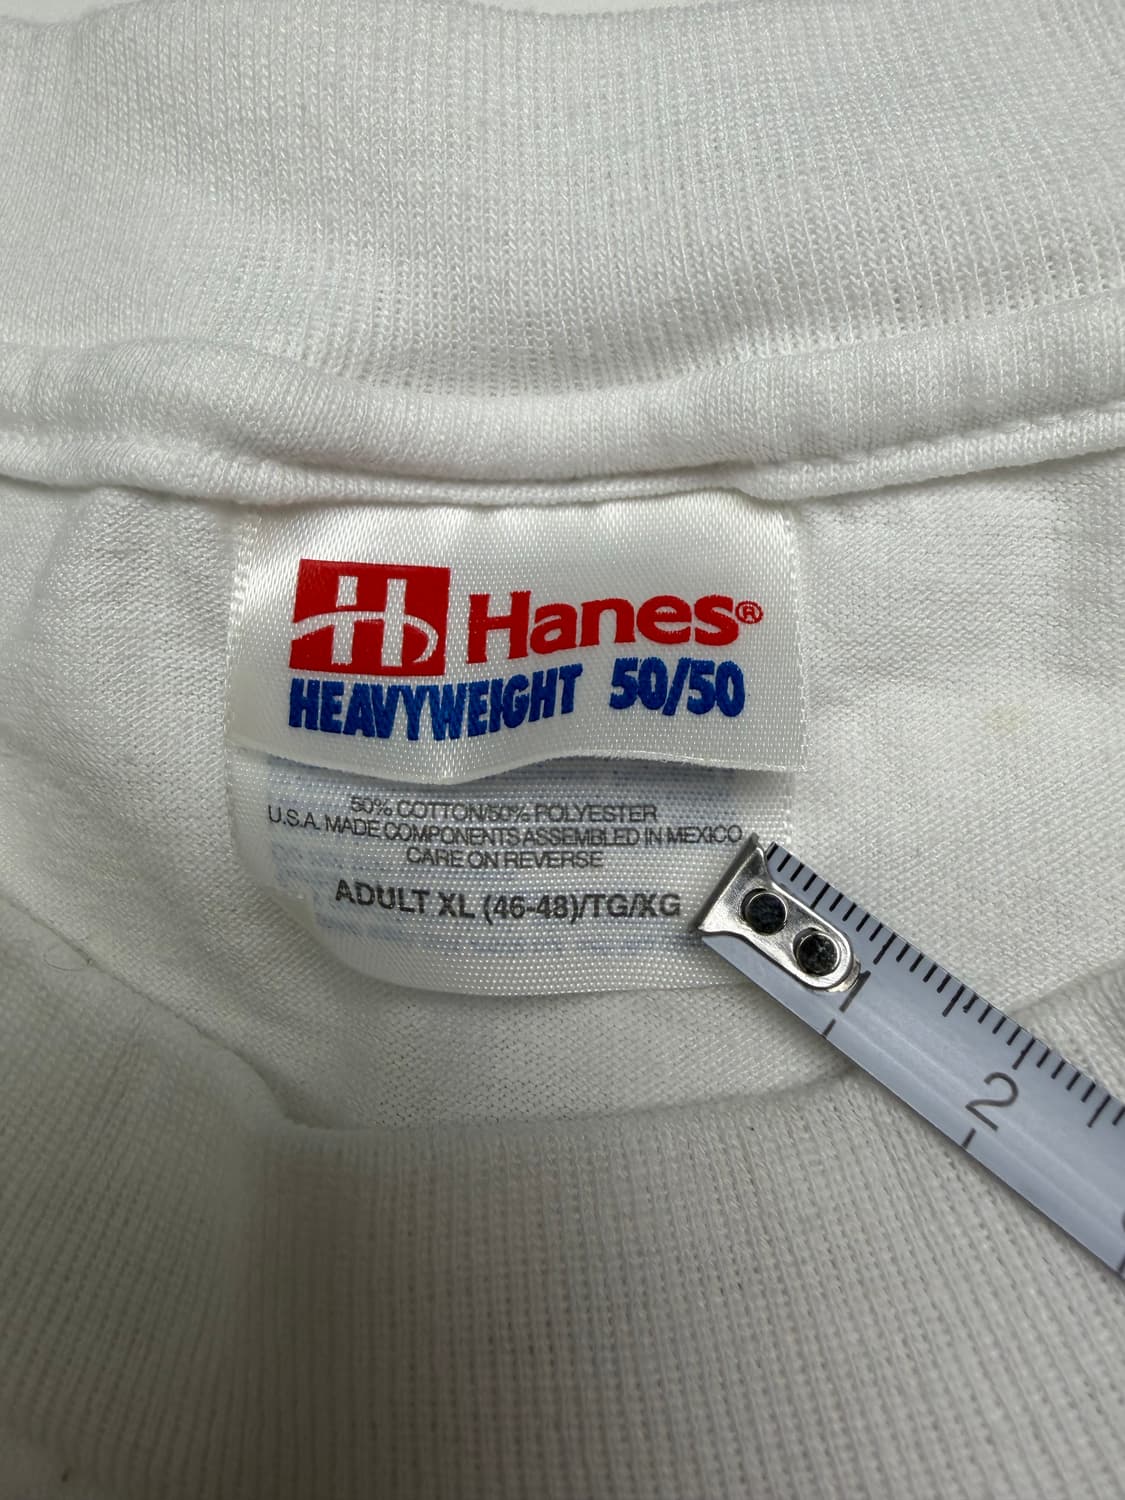 H Hanes®
HEAVYWEIGHT 50/50
50% COTTON/50% POLYESTER
U.S.A. MADE COMPONENTS ASSEMBLED IN MEXICO
CARE ON REVERSE
ADULT XL (46-48)/TG/XG
1
2